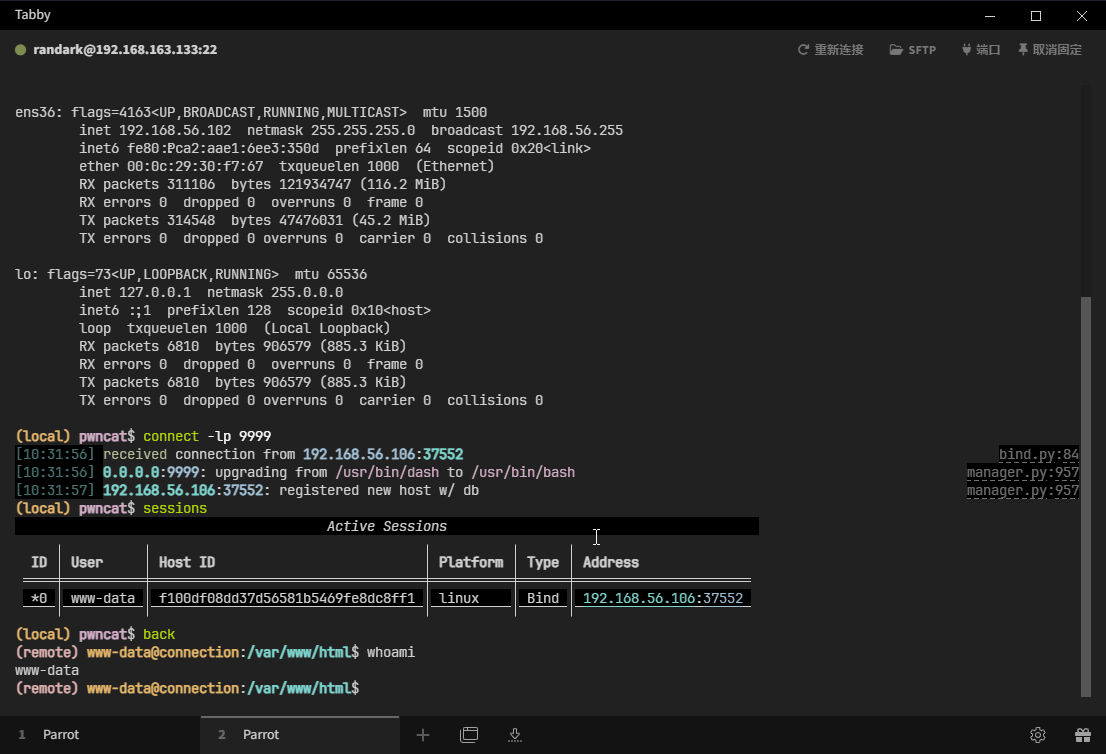 Tabby
randark@192.168.163.133:22 重新连接 SFTP 端口 取消固定
ens36: flags=4163<UP,BROADCAST,RUNNING,MULTICAST>  mtu 1500
inet 192.168.56.102  netmask 255.255.255.0  broadcast 192.168.56.255
inet6 fe80::ca2:aae1:6ee3:350d  prefixlen 64  scopeid 0x20<link>
ether 00:0c:29:30:f7:67  txqueuelen 1000  (Ethernet)
RX packets 311106  bytes 121934747 (116.2 MiB)
RX errors 0  dropped 0  overruns 0  frame 0
TX packets 314548  bytes 47476031 (45.2 MiB)
TX errors 0  dropped 0 overruns 0  carrier 0  collisions 0
lo: flags=73<UP,LOOPBACK,RUNNING>  mtu 65536
inet 127.0.0.1  netmask 255.0.0.0
inet6 ::1  prefixlen 128  scopeid 0x10<host>
loop  txqueuelen 1000  (Local Loopback)
RX packets 6810  bytes 906579 (885.3 KiB)
RX errors 0  dropped 0  overruns 0  frame 0
TX packets 6810  bytes 906579 (885.3 KiB)
TX errors 0  dropped 0 overruns 0  carrier 0  collisions 0
(local) pwncat$ connect -lp 9999
[10:31:56] received connection from 192.168.56.106:37552 bind.py:84
[10:31:56] 0.0.0.0:9999: upgrading from /usr/bin/dash to /usr/bin/bash manager.py:957
[10:31:57] 192.168.56.106:37552: registered new host w/ db manager.py:957
(local) pwncat$ sessions
Active Sessions
ID User Host ID Platform Type Address
*0 www-data f100df08dd37d56581b5469fe8dc8ff1 linux Bind 192.168.56.106:37552
(local) pwncat$ back
(remote) www-data@connection:/var/www/html$ whoami
www-data
(remote) www-data@connection:/var/www/html$
1 Parrot 2 Parrot